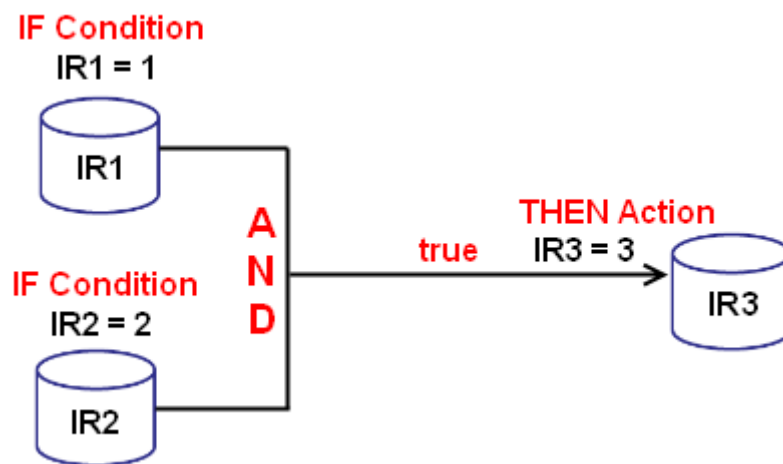 IF Condition
IR1 = 1
IR1
A
N
D
IF Condition
IR2 = 2
IR2
true
THEN Action
IR3 = 3
IR3